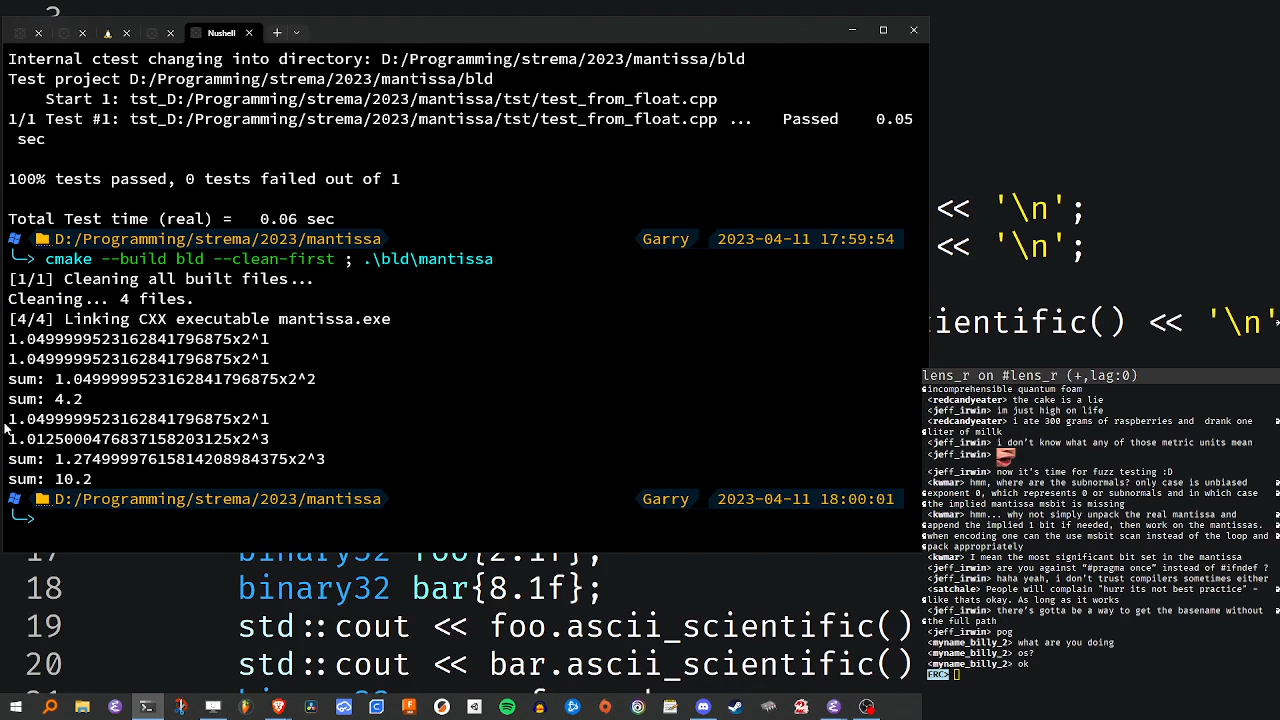 Nushell
Internal ctest changing into directory: D:/Programming/strema/2023/mantissa/bld
Test project D:/Programming/strema/2023/mantissa/bld
Start 1: tst_D:/Programming/strema/2023/mantissa/tst/test_from_float.cpp
1/1 Test #1: tst_D:/Programming/strema/2023/mantissa/tst/test_from_float.cpp ... Passed 0.05
sec
100% tests passed, 0 tests failed out of 1
Total Test time (real) = 0.06 sec
D:/Programming/strema/2023/mantissa Garry 2023-04-11 17:59:54
cmake --build bld --clean-first ; .\bld\mantissa
[1/1] Cleaning all built files...
Cleaning... 4 files.
[4/4] Linking CXX executable mantissa.exe
1.0499999523162841796875x2^1
1.0499999523162841796875x2^1
sum: 1.0499999523162841796875x2^2
sum: 4.2
1.0499999523162841796875x2^1
1.01250004768371582​03125x2^3
sum: 1.27499997615814208984375x2^3
sum: 10.2
D:/Programming/strema/2023/mantissa Garry 2023-04-11 18:00:01
<< '\n';
<< '\n';
cientific() << '\n'
17 binary32 foo{2.1f};
18 binary32 bar{8.1f};
19 std::cout << foo.ascii_scientific()
20 std::cout << bar.ascii_scientific()
lens_r on #lens_r (+,lag:0)
incomprehensible quantum foam
<redcandyeater> the cake is a lie
<jeff_irwin> im just high on life
<redcandyeater> i ate 300 grams of raspberries and drank one
liter of millk
<jeff_irwin> i don't know what any of those metric units mean
<jeff_irwin>
<jeff_irwin> now it's time for fuzz testing :D
<kwmar> hmm, where are the subnormals? only case is unbiased
exponent 0, which represents 0 or subnormals and in which case
the implied mantissa msbit is missing
<kwmar> hmm... why not simply unpack the real mantissa and
append the implied 1 bit if needed, then work on the mantissas.
when encoding one can the use msbit scan instead of the loop and
pack appropriately
<kwmar> I mean the most significant bit set in the mantissa
<jeff_irwin> are you against “#pragma once” instead of #ifndef ?
<jeff_irwin> haha yeah, i don't trust compilers sometimes either
<satchale> People will complain "hurr its not best practice" -
like thats okay. As long as it works
<jeff_irwin> there's gotta be a way to get the basename without
the full path
<jeff_irwin> pog
<myname_billy_2> what are you doing
<myname_billy_2> os?
<myname_billy_2> ok
ERC>